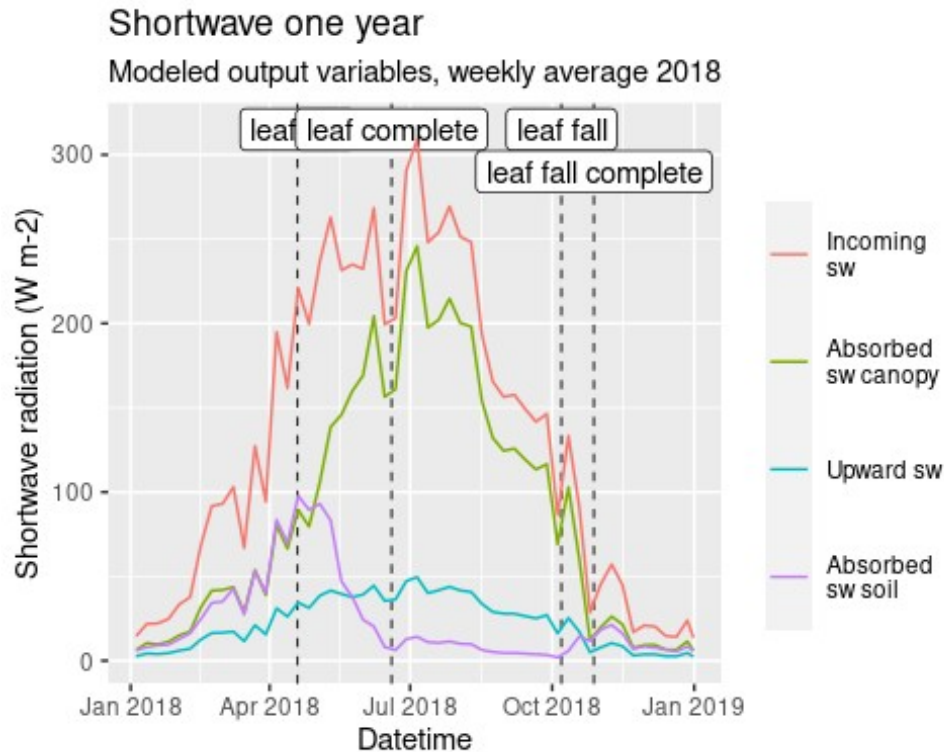 Shortwave one year
Modeled output variables, weekly average 2018
leaf
leaf complete
leaf fall
leaf fall complete
300
200
100
0
Shortwave radiation (W m-2)
Jan 2018
Apr 2018
Jul 2018
Oct 2018
Jan 2019
Datetime
Incoming
sw
Absorbed
sw canopy
Upward sw
Absorbed
sw soil